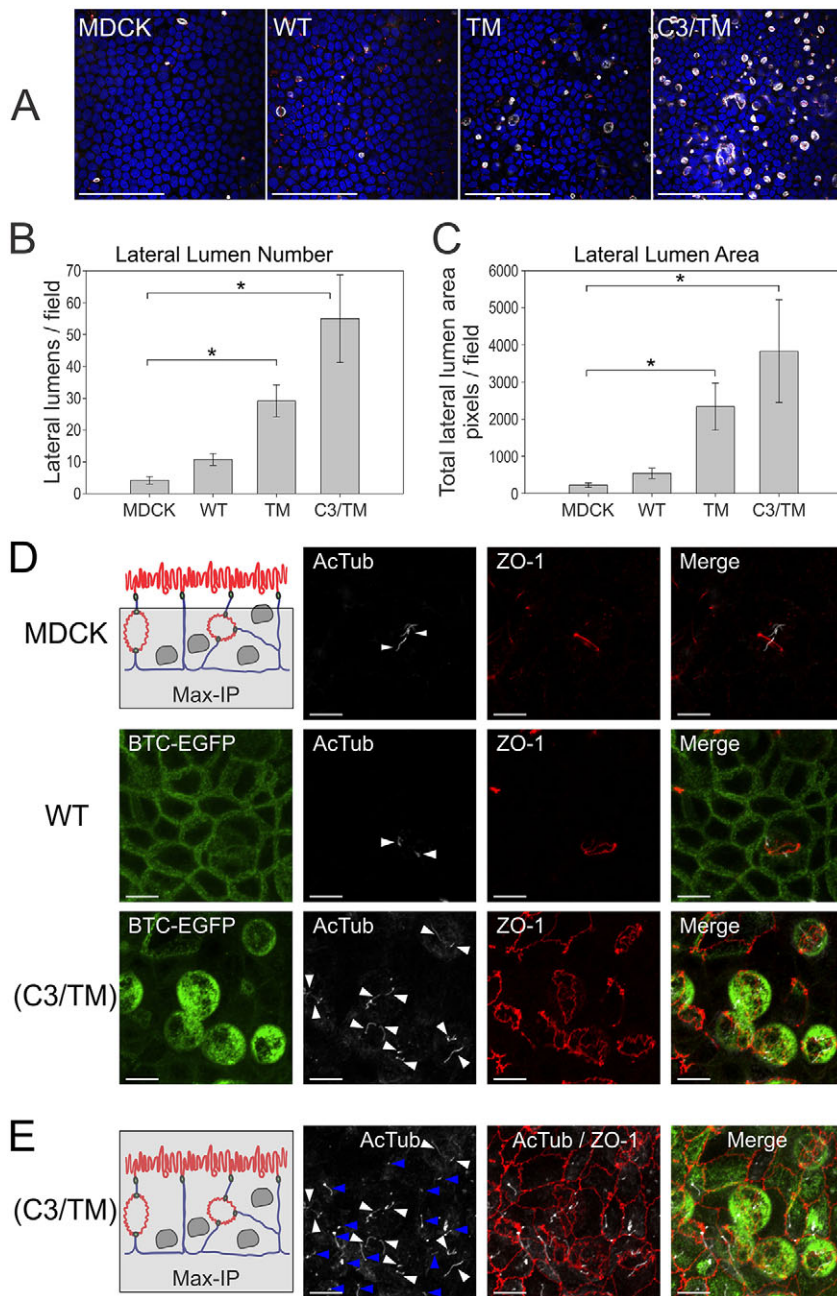 A
MDCK
WT
TM
C3/TM
B
Lateral Lumen Number
Lateral lumens / field
70
60
50
40
30
20
10
0
*
*
MDCK
WT
TM
C3/TM
C
Lateral Lumen Area
Total lateral lumen area
pixels / field
6000
5000
4000
3000
2000
1000
0
*
*
MDCK
WT
TM
C3/TM
D
MDCK
Max-IP
AcTub
ZO-1
Merge
WT
BTC-EGFP
AcTub
ZO-1
Merge
(C3/TM)
BTC-EGFP
AcTub
ZO-1
Merge
E
(C3/TM)
Max-IP
AcTub
AcTub / ZO-1
Merge